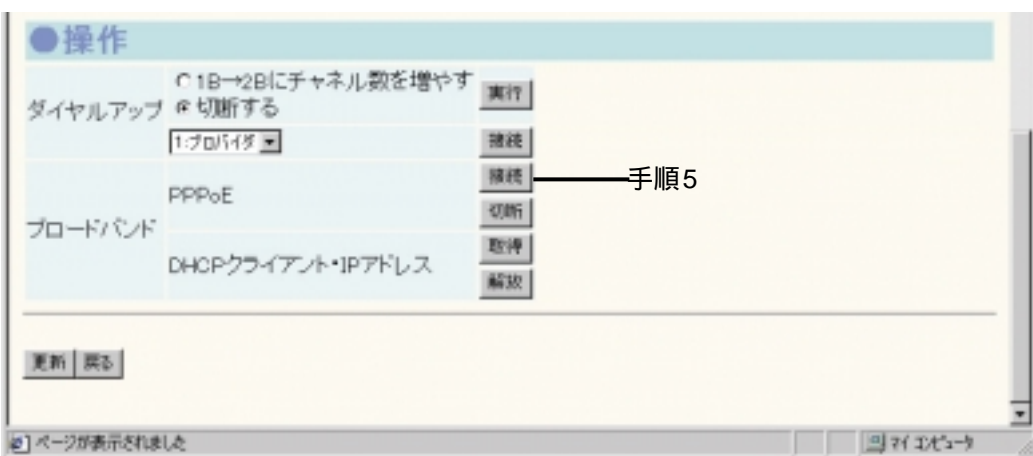 ●操作
ダイヤルアップ
1B→2Bにチャネル数を増やす
切断する
実行
1:プロバイダ
接続
ブロードバンド
PPPoE
接続
手順5
切断
DHCPクライアント・IPアドレス
取得
解放
更新 戻る
ページが表示されました
マイ コンピュータ